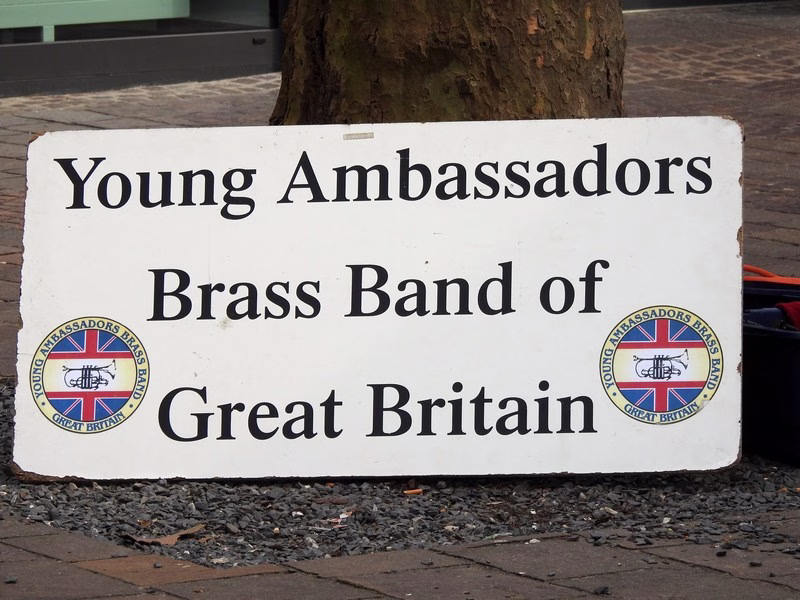 Young Ambassadors
Brass Band of
Great Britain
YOUNG AMBASSADORS BRASS BAND
GREAT BRITAIN
YOUNG AMBASSADORS BRASS BAND
GREAT BRITAIN